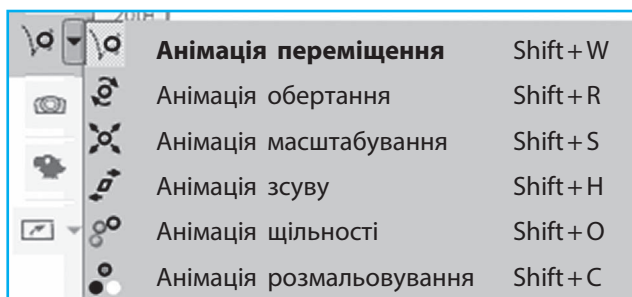 Анімація переміщення Shift+W
Анімація обертання Shift+R
Анімація масштабування Shift+S
Анімація зсуву Shift+H
Анімація щільності Shift+O
Анімація розмальовування Shift+C